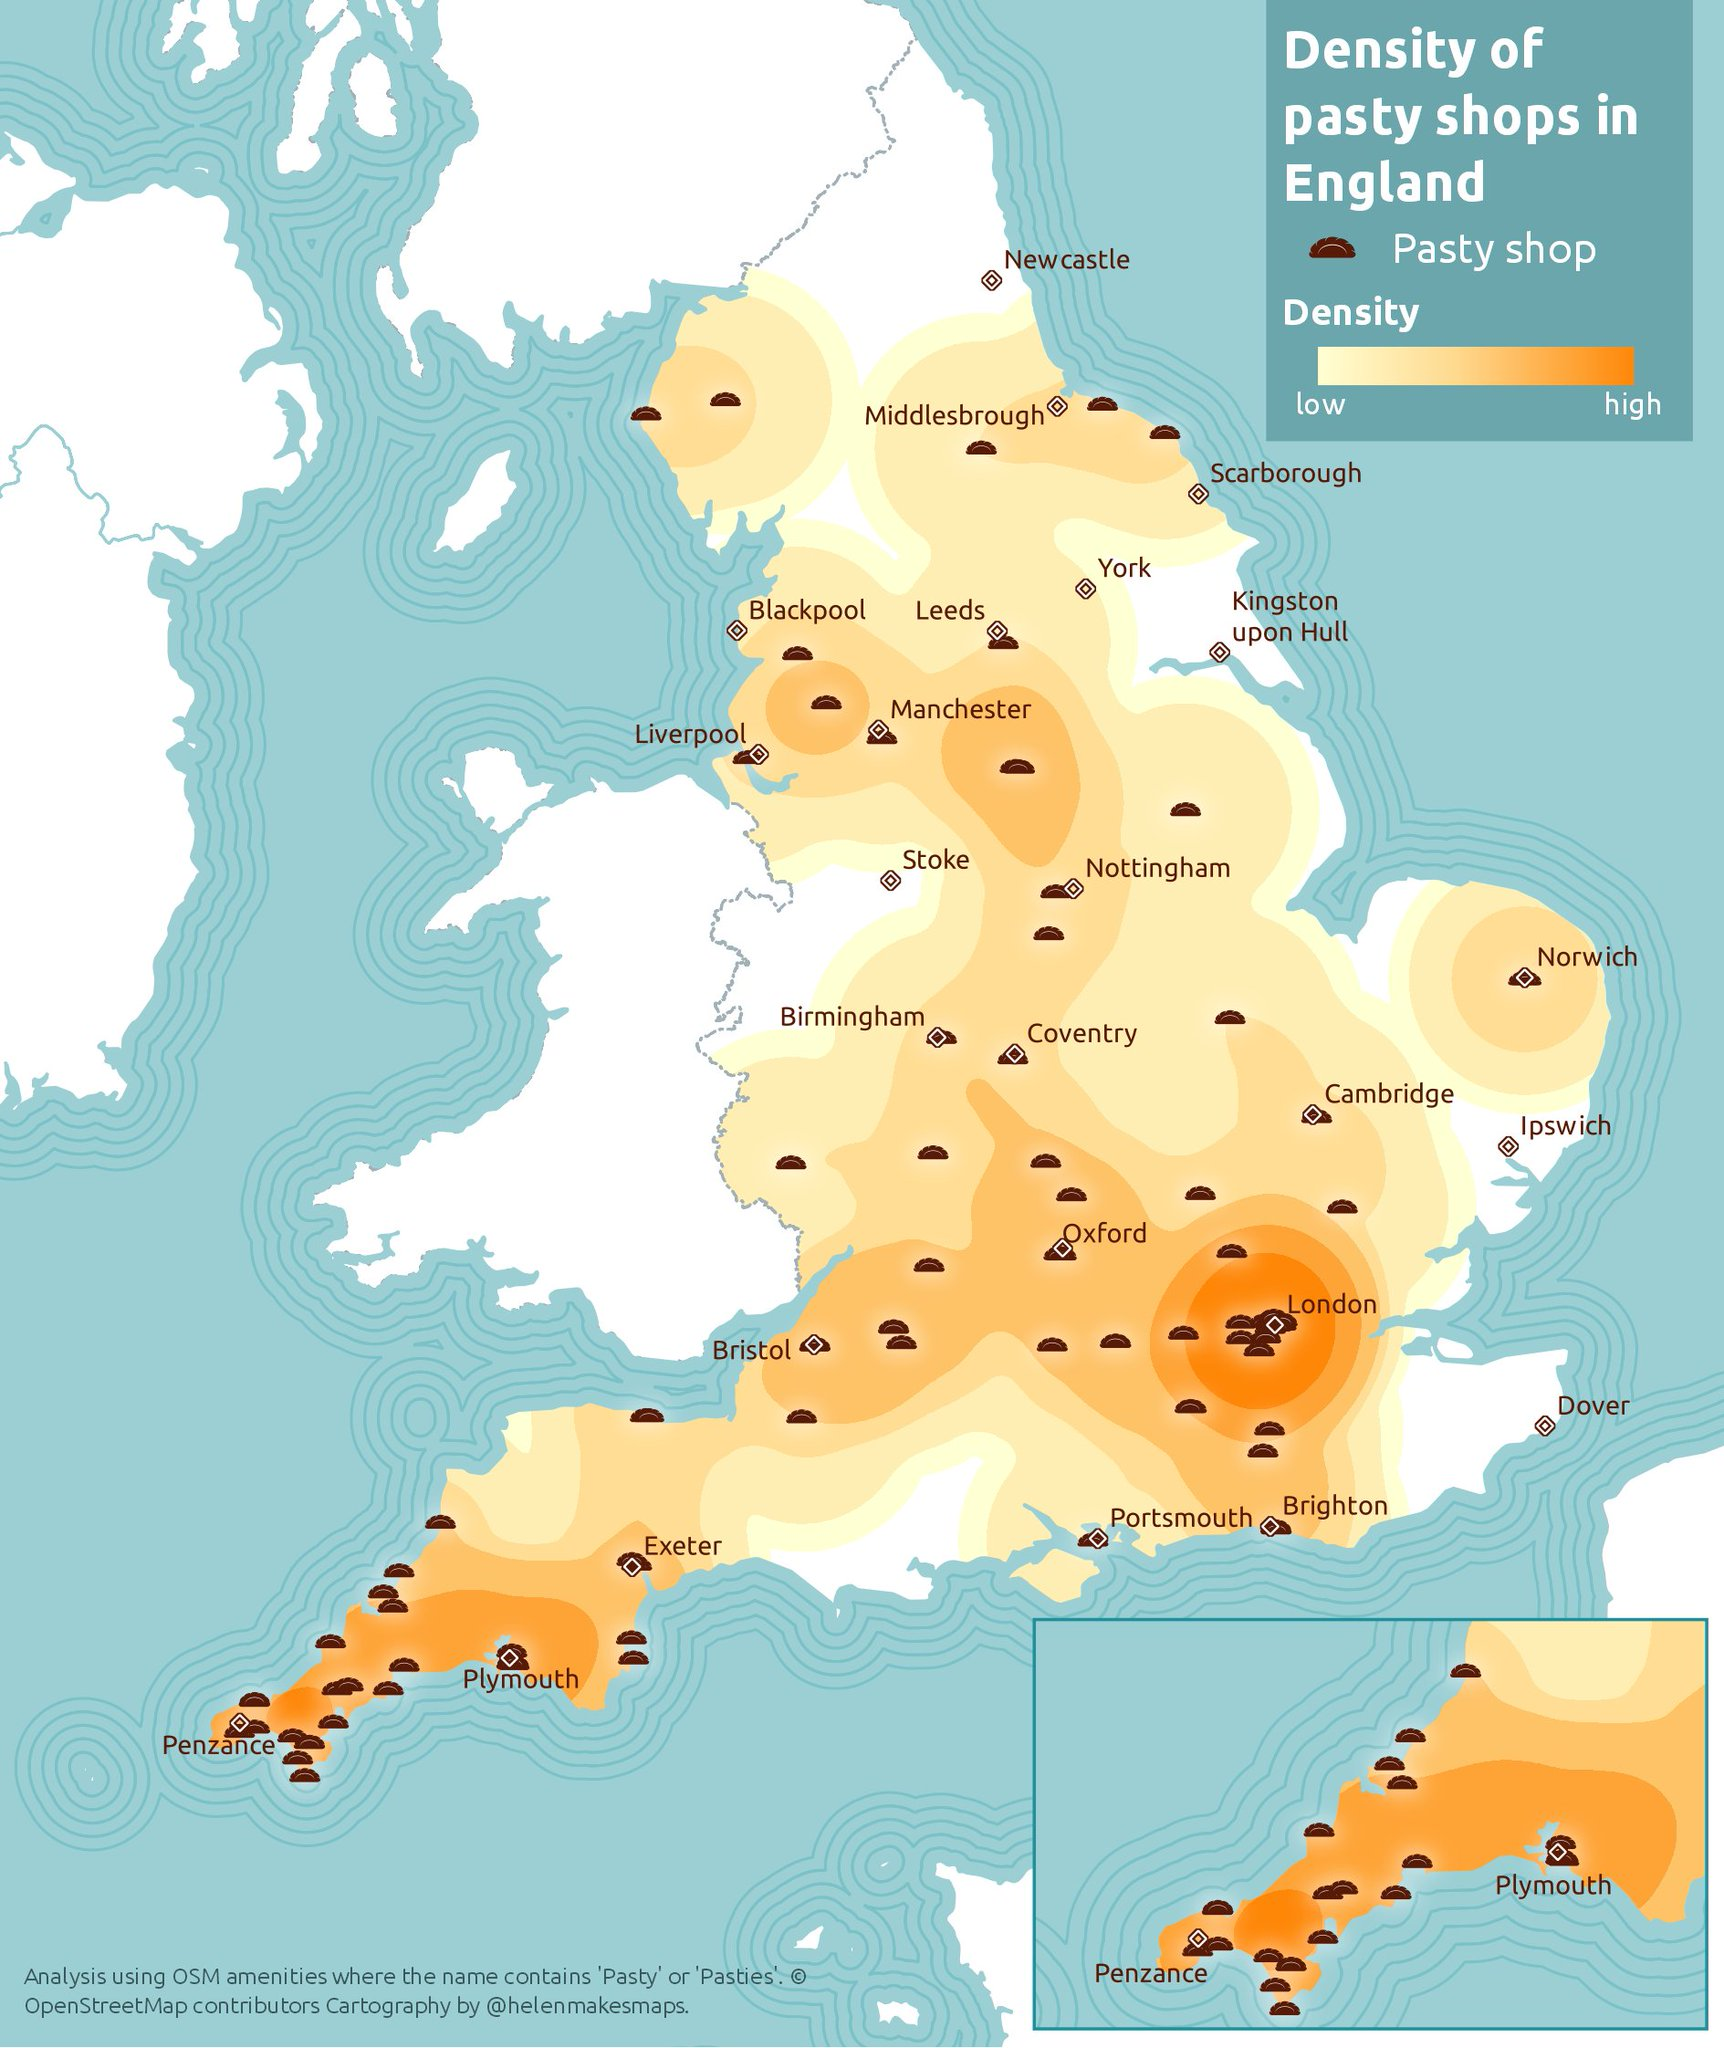 Density of
pasty shops in
England
Pasty shop
Density
low
high
Newcastle
Middlesbrough
Scarborough
York
Kingston
upon Hull
Blackpool
Leeds
Manchester
Liverpool
Stoke
Nottingham
Norwich
Birmingham
Coventry
Cambridge
Ipswich
Oxford
London
Bristol
Dover
Portsmouth
Brighton
Exeter
Plymouth
Penzance
Plymouth
Penzance
Analysis using OSM amenities where the name contains 'Pasty' or 'Pasties'. ©
OpenStreetMap contributors Cartography by @helenmakesmaps.